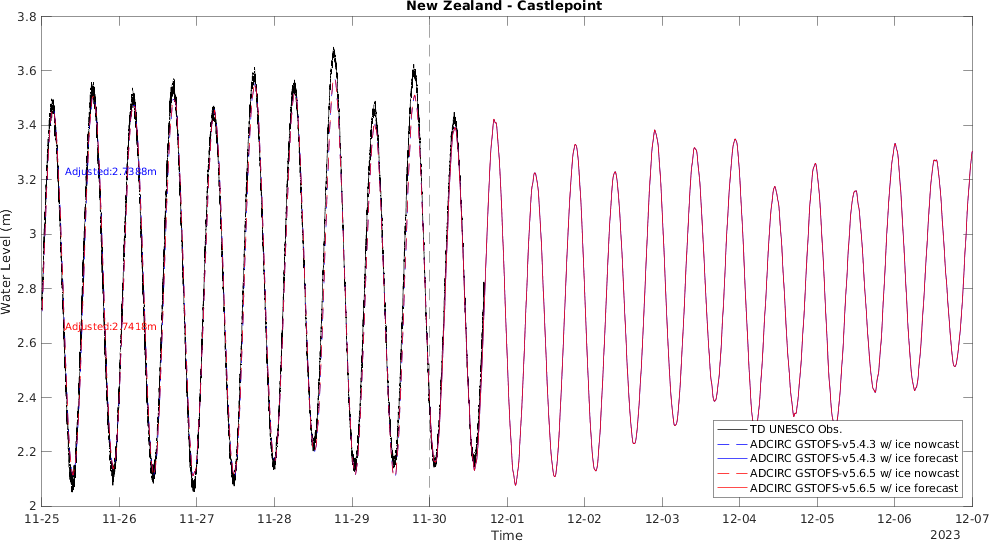 New Zealand - Castlepoint
3.8
3.6
3.4
3.2
3
2.8
2.6
2.4
2.2
2
Water Level (m)
Adjusted:2.7388m
Adjusted:2.7418m
TD UNESCO Obs.
ADCIRC GSTOFS-v5.4.3 w/ ice nowcast
ADCIRC GSTOFS-v5.4.3 w/ ice forecast
ADCIRC GSTOFS-v5.6.5 w/ ice nowcast
ADCIRC GSTOFS-v5.6.5 w/ ice forecast
11-25 11-26 11-27 11-28 11-29 11-30 12-01 12-02 12-03 12-04 12-05 12-06 12-07
Time
2023